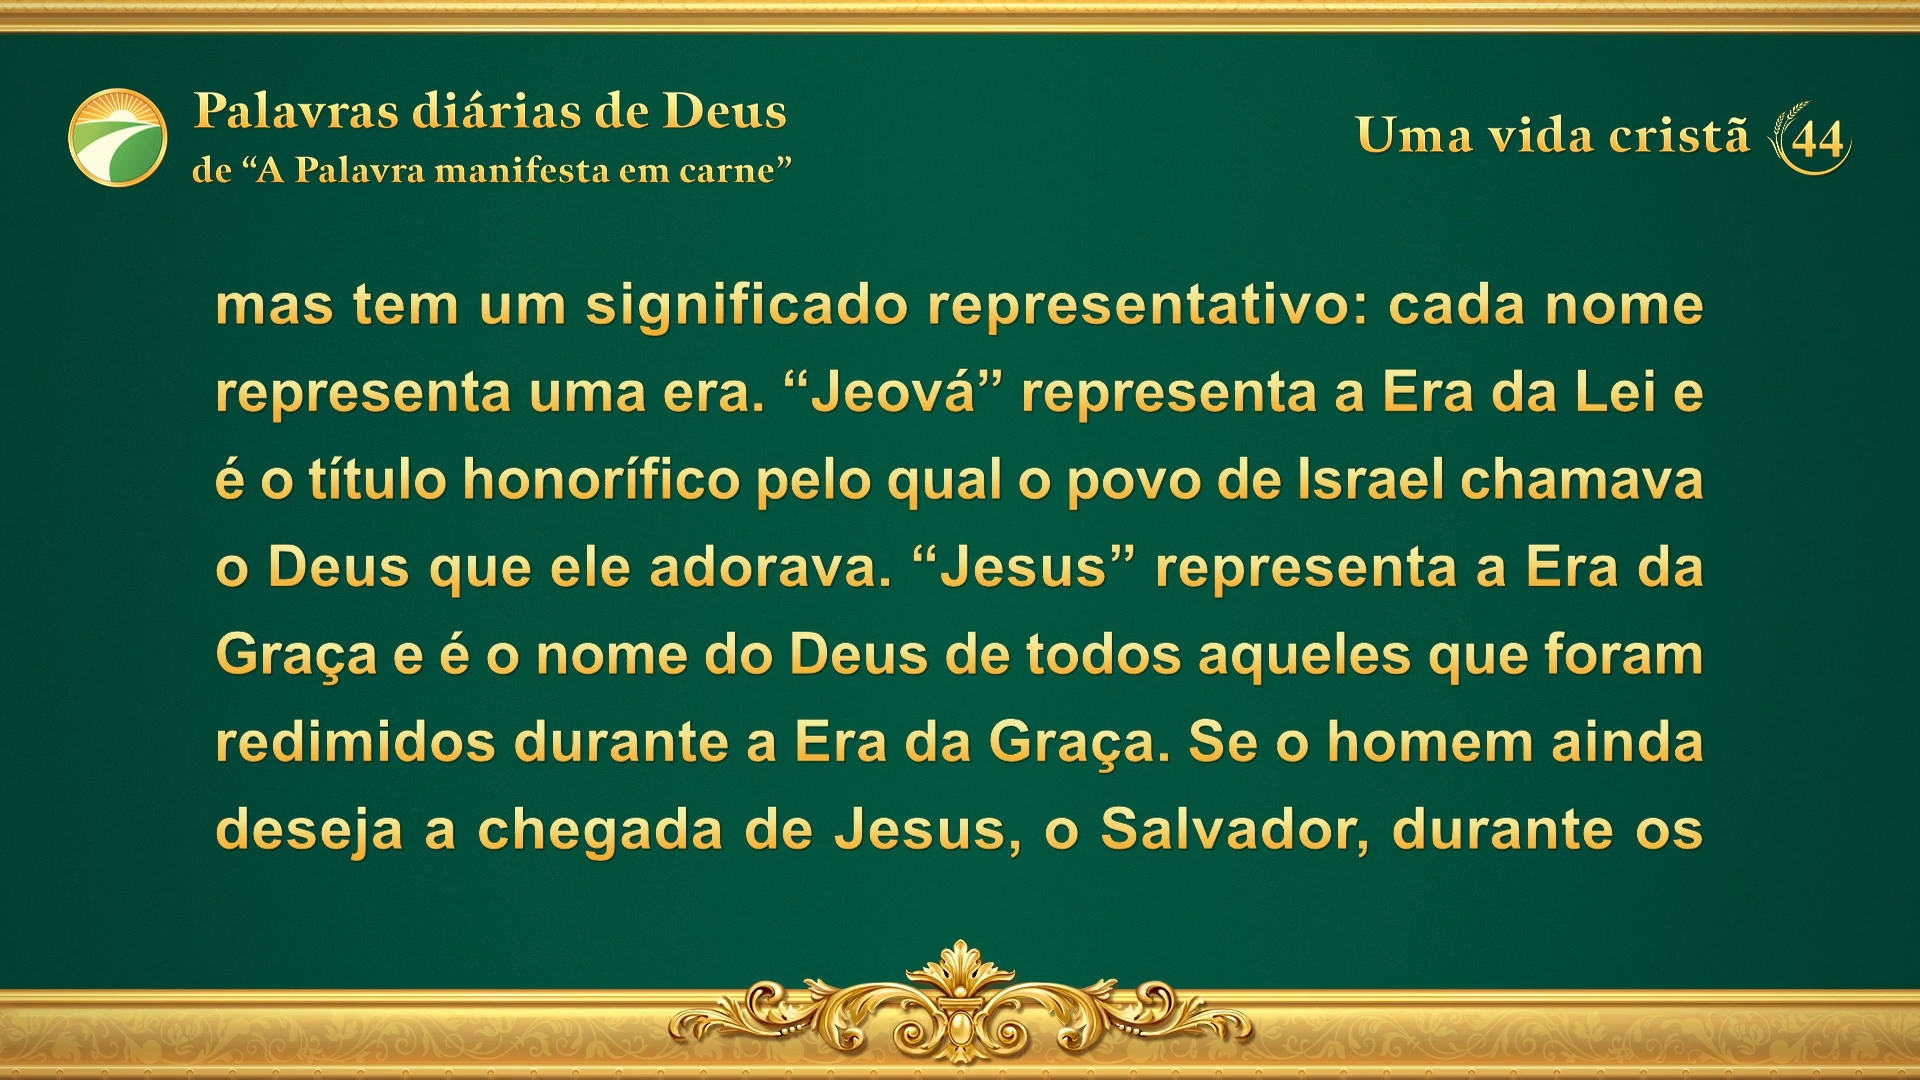 Palavras diárias de Deus
de “A Palavra manifesta em carne”
Uma vida cristã 44
mas tem um significado representativo: cada nome
representa uma era. “Jeová” representa a Era da Lei e
é o título honorífico pelo qual o povo de Israel chamava
o Deus que ele adorava. “Jesus” representa a Era da
Graça e é o nome do Deus de todos aqueles que foram
redimidos durante a Era da Graça. Se o homem ainda
deseja a chegada de Jesus, o Salvador, durante os